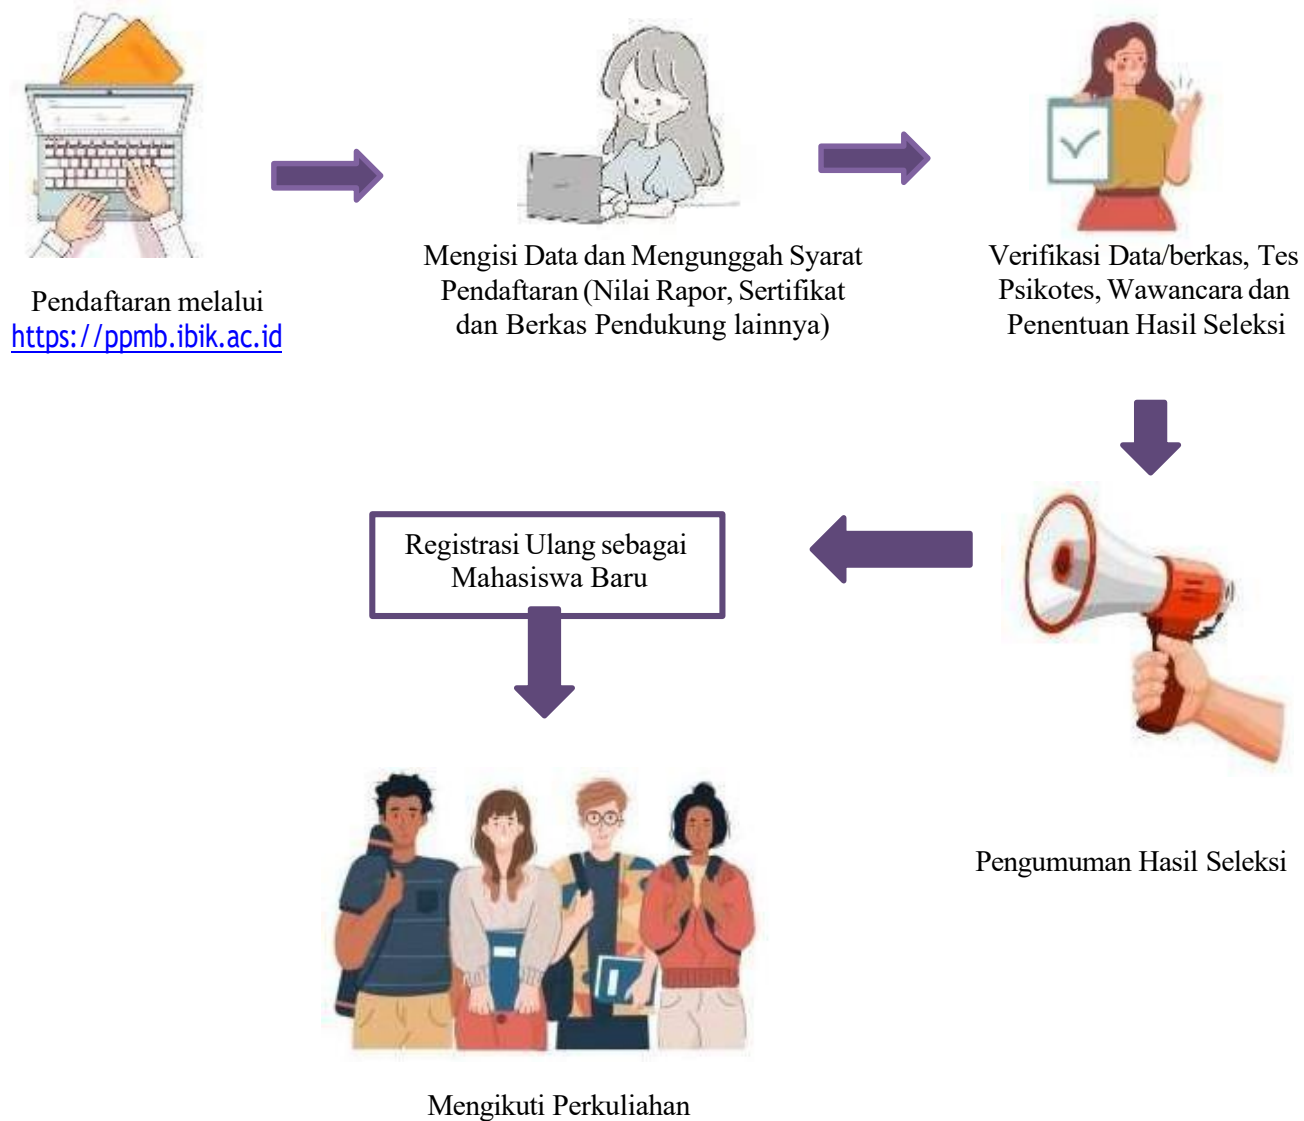 Pendaftaran melalui
https://ppmb.ibik.ac.id
Mengisi Data dan Mengunggah Syarat
Pendaftaran (Nilai Rapor, Sertifikat
dan Berkas Pendukung lainnya)
Verifikasi Data/berkas, Tes
Psikotes, Wawancara dan
Penentuan Hasil Seleksi
Registrasi Ulang sebagai
Mahasiswa Baru
Pengumuman Hasil Seleksi
Mengikuti Perkuliahan